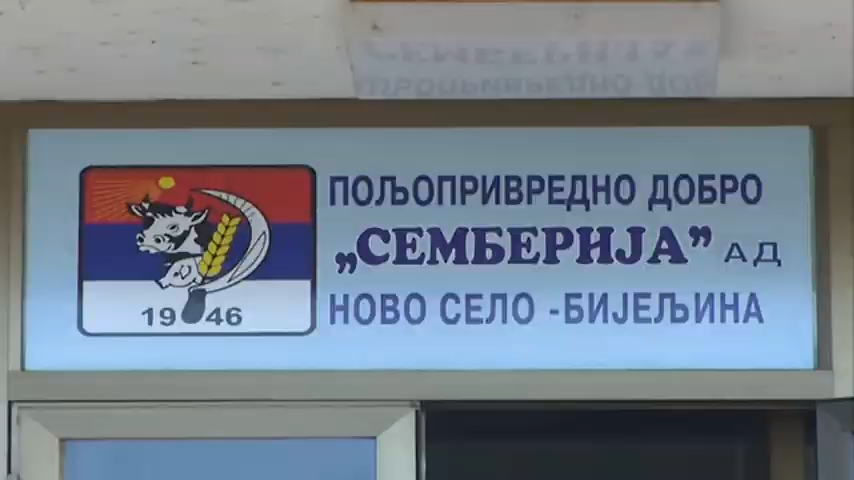 ПОЉОПРИВРЕДНО ДОБРО
„СЕМБЕРИЈА” АД
НОВО СЕЛО -БИЈЕЉИНА
1946